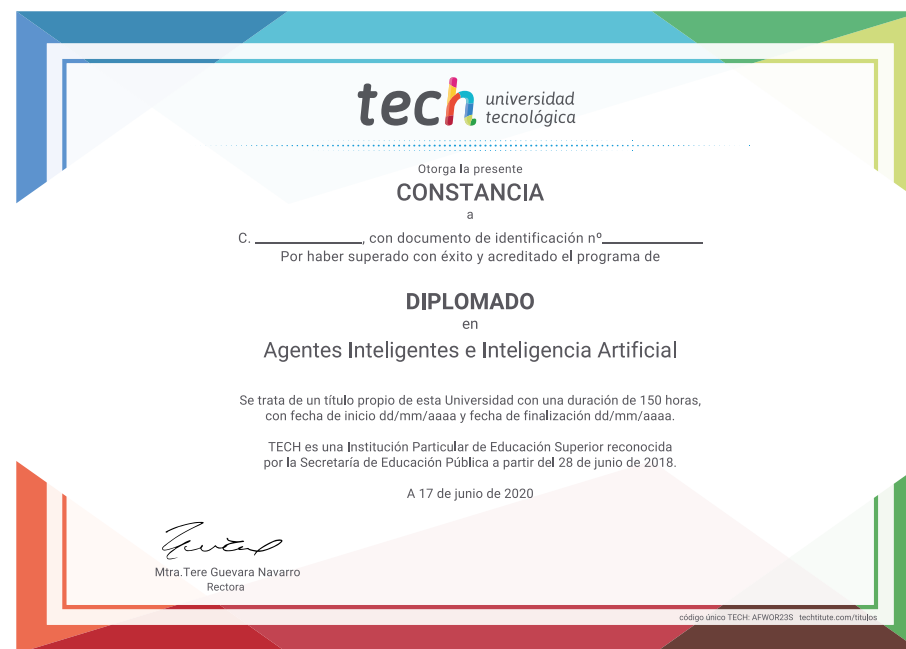 tech universidad
tecnológica
Otorga la presente
CONSTANCIA
a
C. ______________, con documento de identificación nº_____________
Por haber superado con éxito y acreditado el programa de
DIPLOMADO
en
Agentes Inteligentes e Inteligencia Artificial
Se trata de un título propio de esta Universidad con una duración de 150 horas,
con fecha de inicio dd/mm/aaaa y fecha de finalización dd/mm/aaaa.
TECH es una Institución Particular de Educación Superior reconocida
por la Secretaría de Educación Pública a partir del 28 de junio de 2018.
A 17 de junio de 2020
Mtra.Tere Guevara Navarro
Rectora
código único TECH: AFWOR23S techtitute.com/titulos